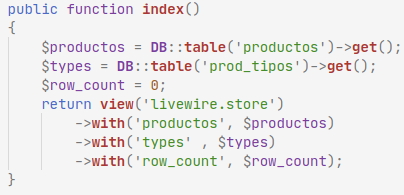 public function index()
{
    $productos = DB::table('productos')->get();
    $types = DB::table('prod_tipos')->get();
    $row_count = 0;
    return view('livewire.store')
        ->with('productos', $productos)
        ->with('types' , $types)
        ->with('row_count', $row_count);
}